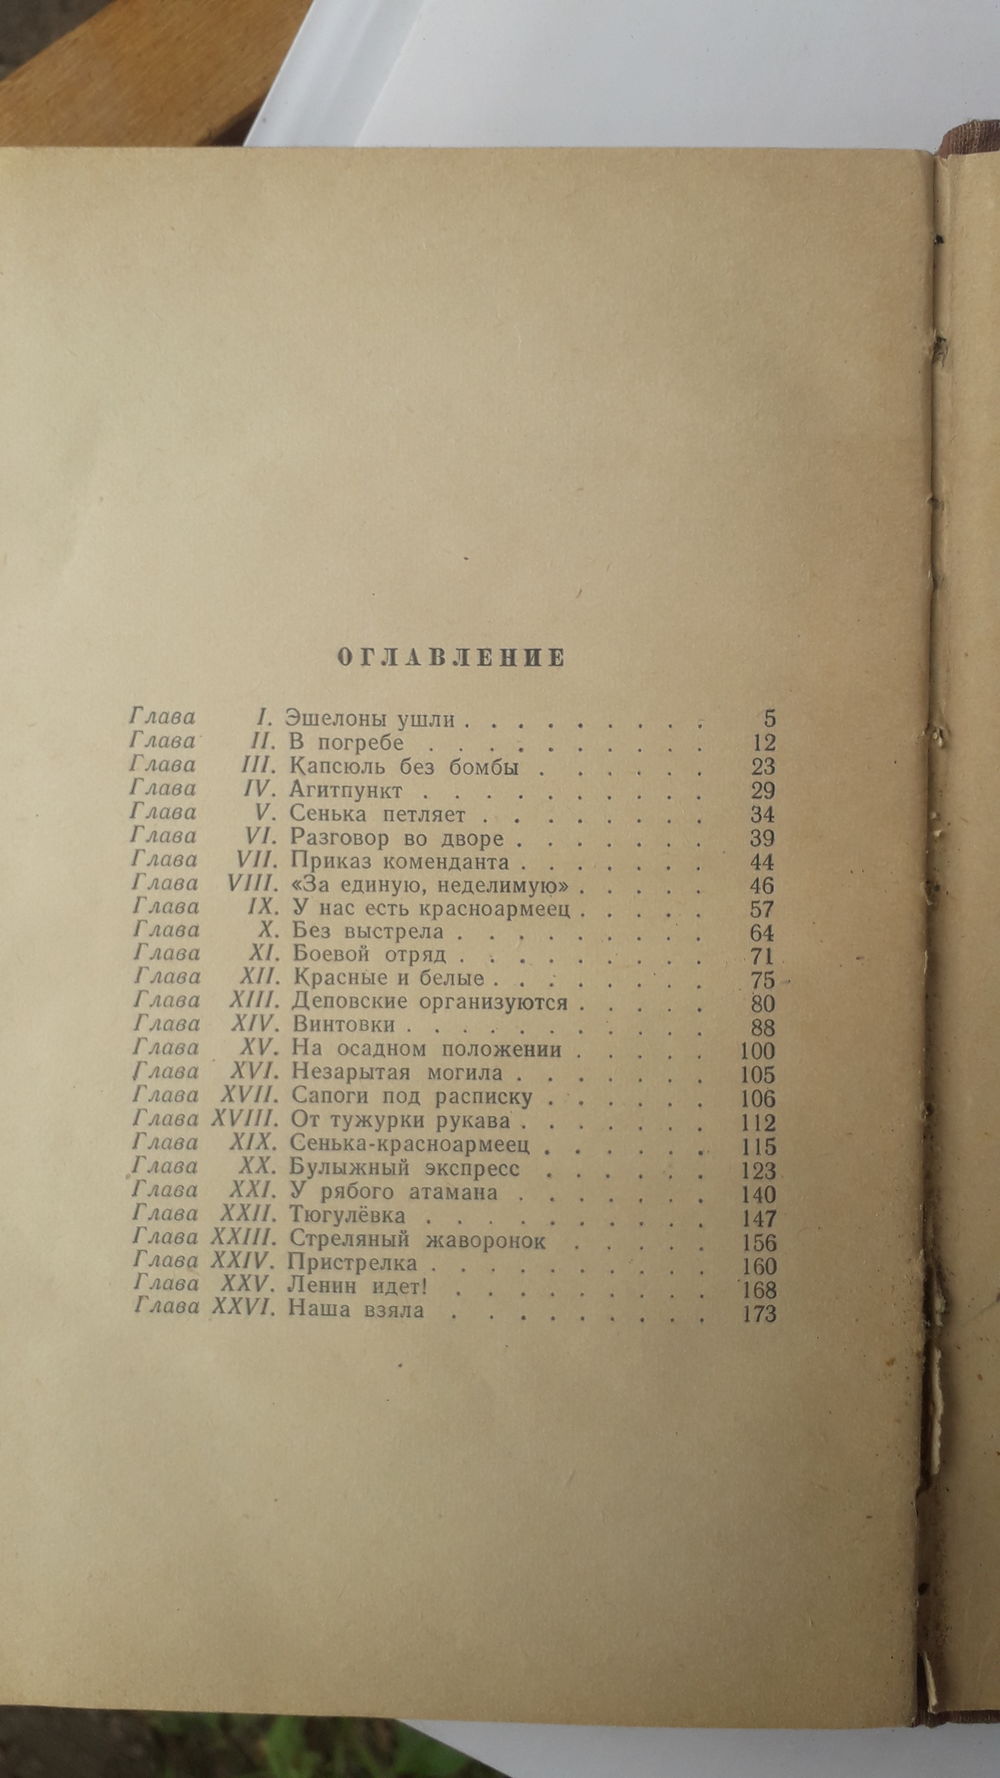 ОГЛАВЛЕНИЕ
Глава I. Эшелоны ушли . . . . . . . . . 5
Глава II. В погребе . . . . . . . . . . 12
Глава III. Капсюль без бомбы . . . . . . 23
Глава IV. Агитпункт . . . . . . . . . . 29
Глава V. Сенька петляет . . . . . . . . 34
Глава VI. Разговор во дворе . . . . . . . 39
Глава VII. Приказ коменданта . . . . . . . 44
Глава VIII. «За единую, неделимую» . . . . . 46
Глава IX. У нас есть красноармеец . . . . . 57
Глава X. Без выстрела . . . . . . . . . 64
Глава XI. Боевой отряд . . . . . . . . . 71
Глава XII. Красные и белые . . . . . . . . 75
Глава XIII. Деповские организуются . . . . . 80
Глава XIV. Винтовки . . . . . . . . . . . 88
Глава XV. На осадном положении . . . . . 100
Глава XVI. Незарытая могила . . . . . . . 105
Глава XVII. Сапоги под расписку . . . . . . 106
Глава XVIII. От тужурки рукава . . . . . . . 112
Глава XIX. Сенька-красноармеец . . . . . . 115
Глава XX. Булыжный экспресс . . . . . . 123
Глава XXI. У рябого атамана . . . . . . . 140
Глава XXII. Тюгулёвка . . . . . . . . . . 147
Глава XXIII. Стреляный жаворонок . . . . . 156
Глава XXIV. Пристрелка . . . . . . . . . . 160
Глава XXV. Ленин идет! . . . . . . . . . 168
Глава XXVI. Наша взяла . . . . . . . . . 173